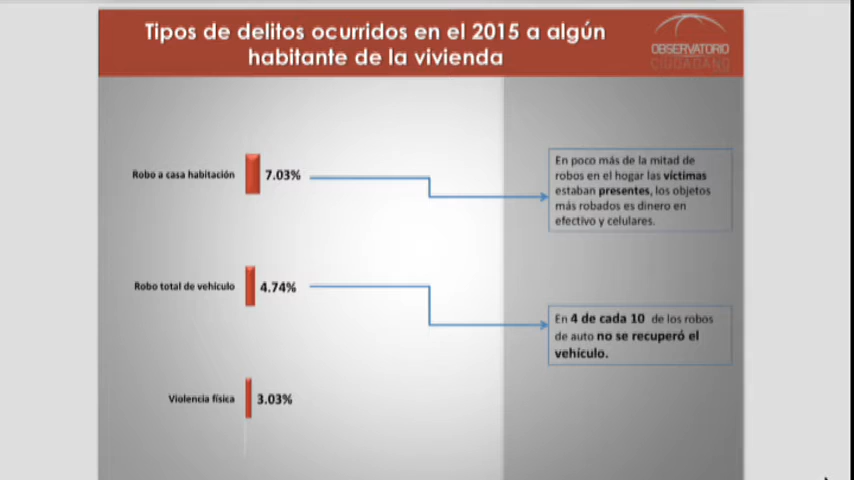 Tipos de delitos ocurridos en el 2015 a algún
habitante de la vivienda
OBSERVATORIO
CIUDADANO
Robo a casa habitación
7.03%
En poco más de la mitad de
robos en el hogar las víctimas
estaban presentes, los objetos
más robados es dinero en
efectivo y celulares.
Robo total de vehículo
4.74%
En 4 de cada 10 de los robos
de auto no se recuperó el
vehículo.
Violencia física
3.03%